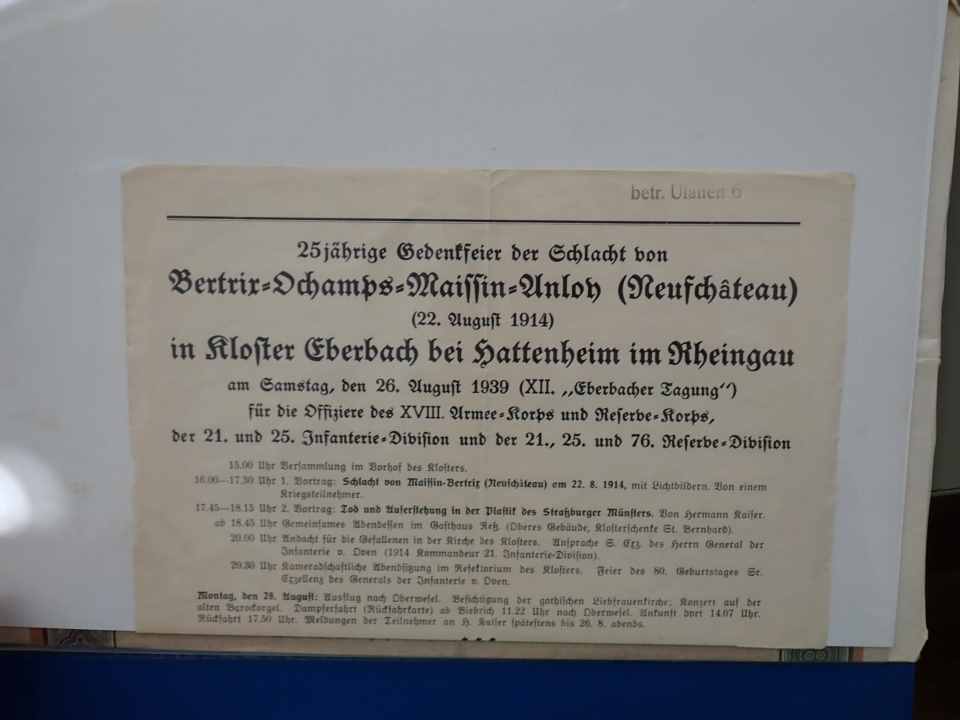 betr. Ulanen 6
25jährige Gedenkfeier der Schlacht von
Bertrix-Ochamps-Maissin-Anloy (Neufchâteau)
(22. August 1914)
in Kloster Eberbach bei Hattenheim im Rheingau
am Samstag, den 26. August 1939 (XII. „Eberbacher Tagung“)
für die Offiziere des XVIII. Armee-Korps und Reserve-Korps,
der 21. und 25. Infanterie-Division und der 21., 25. und 76. Reserve-Division
15.00 Uhr Versammlung im Vorhof des Klosters.
16.00—17.30 Uhr 1. Vortrag: Schlacht von Maissin-Bertrix (Neufchâteau) am 22. 8. 1914, mit Lichtbildern. Von einem
Kriegsteilnehmer.
17.45—18.15 Uhr 2. Vortrag: Tod und Auferstehung in der Plastik des Straßburger Münsters. Von Hermann Kaiser.
ab 18.45 Uhr Gemeinsames Abendessen im Gasthaus Reß. (Oberes Gebäude, Klosterschenke St. Bernhard).
20.00 Uhr Andacht für die Gefallenen in der Kirche des Klosters. Ansprache S. Exz. des Herrn General der
Infanterie v. Oven (1914 Kommandeur 21. Infanterie-Division).
20.30 Uhr Kameradschaftliche Abendsitzung im Refektorium des Klosters. Feier des 80. Geburtstages Sr.
Exzellenz des Generals der Infanterie v. Oven.
Montag, den 28. August: Ausflug nach Oberwesel. Besichtigung der gothischen Liebfrauenkirche; Konzert auf der
alten Barockorgel. Dampferfahrt (Rückfahrkarte) ab Biebrich 11.22 Uhr nach Oberwesel. Ankunft dort 14.07 Uhr.
Rückfahrt 17.50 Uhr. Meldungen der Teilnehmer an H. Kaiser spätestens bis 26. 8. abends.